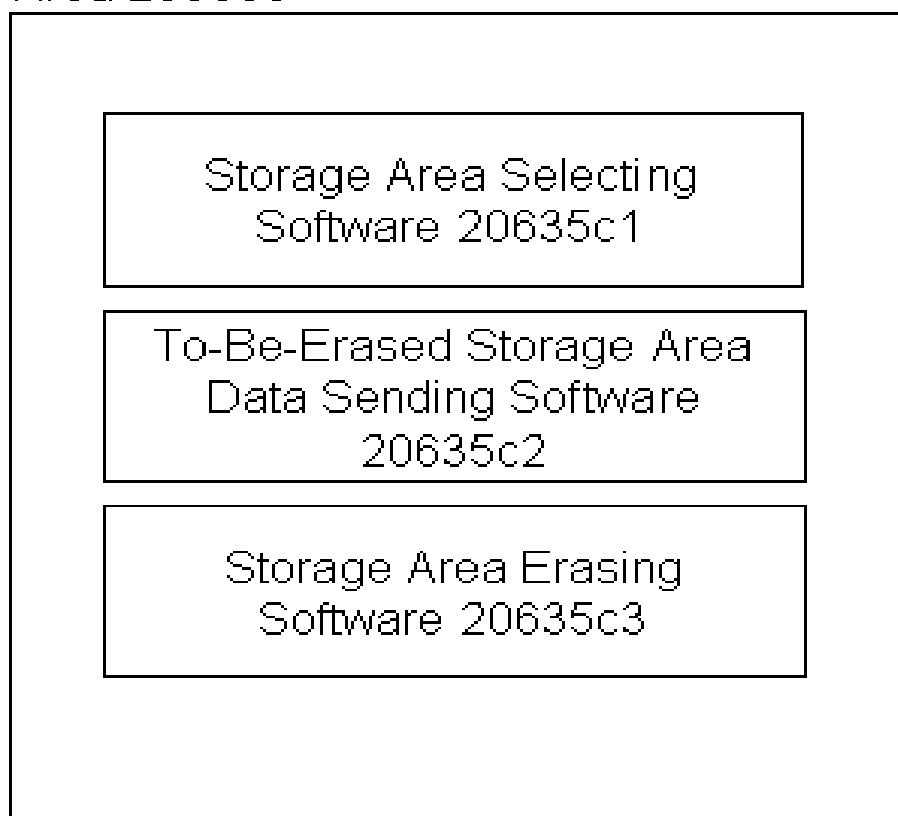 Storage Area Selecting
Software 20635c1
To-Be-Erased Storage Area
Data Sending Software
20635c2
Storage Area Erasing
Software 20635c3